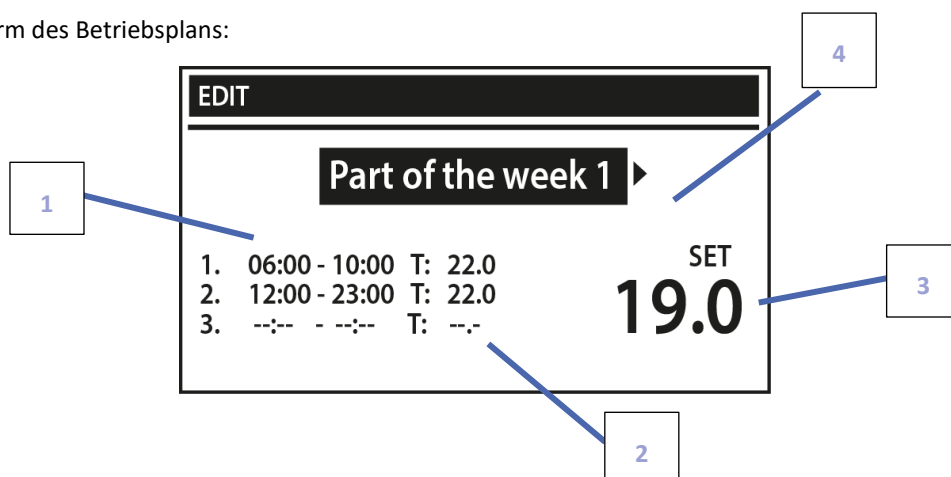 rm des Betriebsplans:
4
EDIT
Part of the week 1
1
1. 06:00 - 10:00 T: 22.0
2. 12:00 - 23:00 T: 22.0
3. --:-- - --:-- T: --.-
SET
19.0
3
2